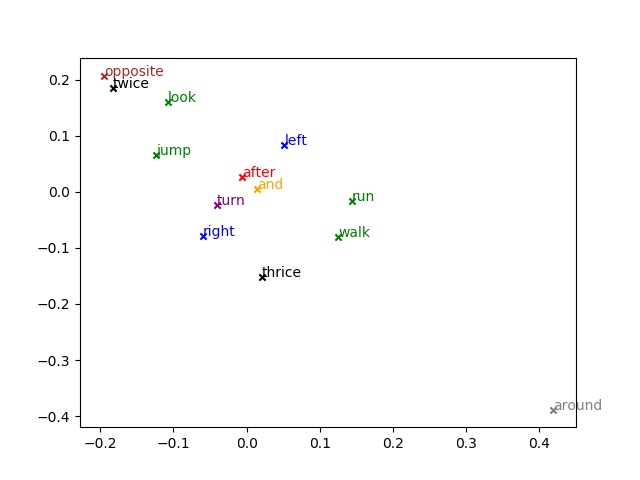 opposite
twice
look
jump
left
after
and
turn
run
right
walk
thrice
around
0.2
0.1
0.0
−0.1
−0.2
−0.3
−0.4
−0.2
−0.1
0.0
0.1
0.2
0.3
0.4